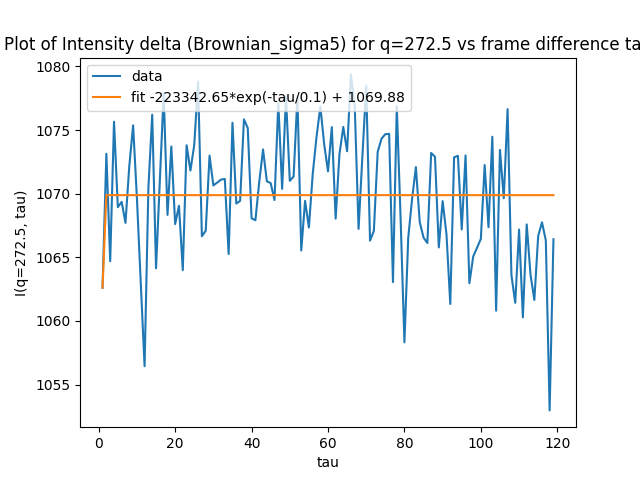 Plot of Intensity delta (Brownian_sigma5) for q=272.5 vs frame difference ta
data
fit -223342.65*exp(-tau/0.1) + 1069.88
1080
1075
1070
1065
1060
1055
I(q=272.5, tau)
0
20
40
60
80
100
120
tau